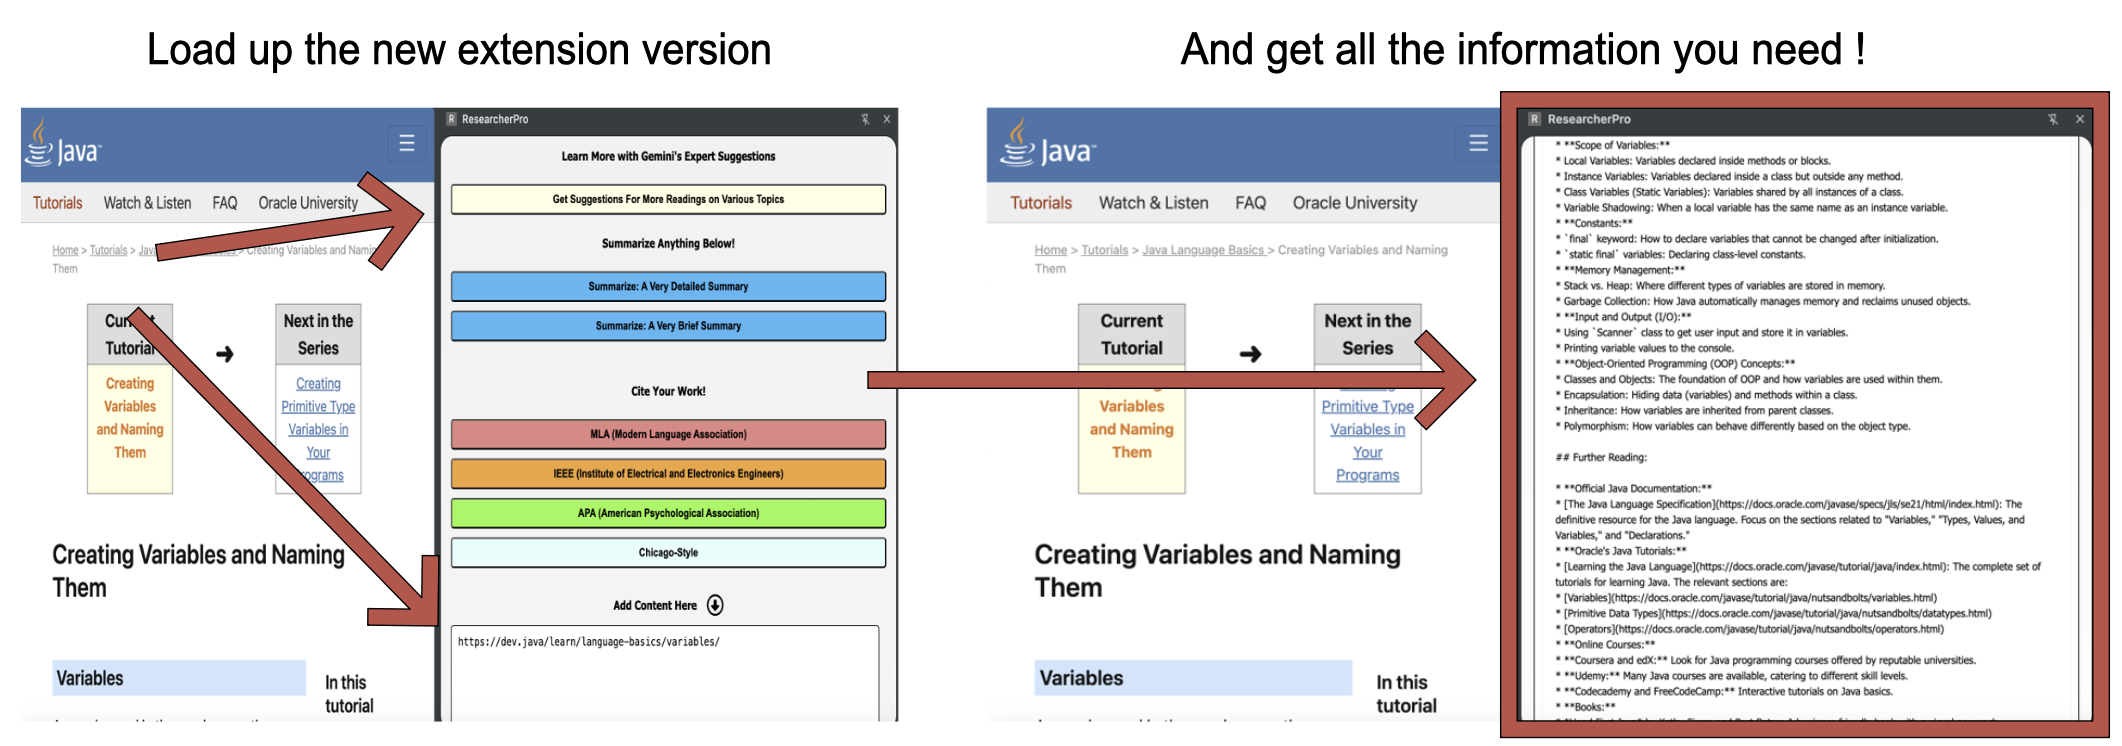 Load up the new extension version
And get all the information you need !
Java
Tutorials Watch & Listen FAQ Oracle University
Home > Tutorials > Java > Creating Variables and Naming
Them
Current
Tutorial
Next in the
Series
Creating
Variables
and Naming
Them
Creating
Primitive Type
Variables in
Your
Programs
Creating Variables and Naming
Them
Variables
In this
tutorial
R ResearcherPro
Learn More with Gemini's Expert Suggestions
Get Suggestions For More Readings on Various Topics
Summarize Anything Below!
Summarize: A Very Detailed Summary
Summarize: A Very Brief Summary
Cite Your Work!
MLA (Modern Language Association)
IEEE (Institute of Electrical and Electronics Engineers)
APA (American Psychological Association)
Chicago-Style
Add Content Here
https://dev.java/learn/language-basics/variables/
Java
Tutorials Watch & Listen FAQ Oracle University
Home > Tutorials > Java Language Basics > Creating Variables and Naming
Them
Current
Tutorial
Next in the
Series
Variables
and Naming
Them
Primitive Type
Variables in
Your
Programs
Creating Variables and Naming
Them
Variables
In this
tutorial
R ResearcherPro
* **Scope of Variables:**
* Local Variables: Variables declared inside methods or blocks.
* Instance Variables: Variables declared inside a class but outside any method.
* Class Variables (Static Variables): Variables shared by all instances of a class.
* Variable Shadowing: When a local variable has the same name as an instance variable.
* **Constants:**
* `final` keyword: How to declare variables that cannot be changed after initialization.
* `static final` variables: Declaring class-level constants.
* **Memory Management:**
* Stack vs. Heap: Where different types of variables are stored in memory.
* Garbage Collection: How Java automatically manages memory and reclaims unused objects.
* **Input and Output (I/O):**
* Using `Scanner` class to get user input and store it in variables.
* Printing variable values to the console.
* **Object-Oriented Programming (OOP) Concepts:**
* Classes and Objects: The foundation of OOP and how variables are used within them.
* Encapsulation: Hiding data (variables) and methods within a class.
* Inheritance: How variables are inherited from parent classes.
* Polymorphism: How variables can behave differently based on the object type.
## Further Reading:
* **Official Java Documentation:**
* [The Java Language Specification](https://docs.oracle.com/javase/specs/jls/se21/html/index.html): The
definitive resource for the Java language. Focus on the sections related to "Variables," "Types, Values, and
Variables," and "Declarations."
* **Oracle's Java Tutorials:**
* [Learning the Java Language](https://docs.oracle.com/javase/tutorial/java/index.html): The complete set of
tutorials for learning Java. The relevant sections are:
* [Variables](https://docs.oracle.com/javase/tutorial/java/nutsandbolts/variables.html)
* [Primitive Data Types](https://docs.oracle.com/javase/tutorial/java/nutsandbolts/datatypes.html)
* [Operators](https://docs.oracle.com/javase/tutorial/java/nutsandbolts/operators.html)
* **Online Courses:**
* **Coursera and edX:** Look for Java programming courses offered by reputable universities.
* **Udemy:** Many Java courses are available, catering to different skill levels.
* **Codecademy and FreeCodeCamp:** Interactive tutorials on Java basics.
* **Books:**